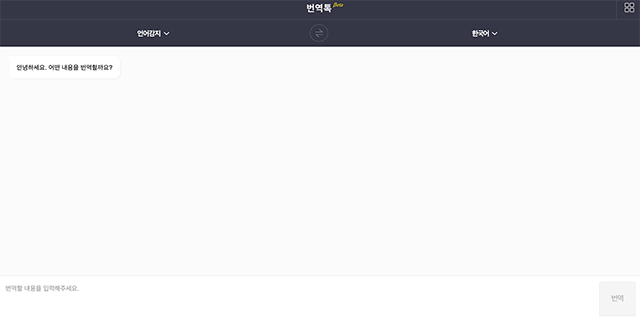 번역톡 Beta
언어감지
한국어
안녕하세요. 어떤 내용을 번역할까요?
번역할 내용을 입력해주세요.
번역